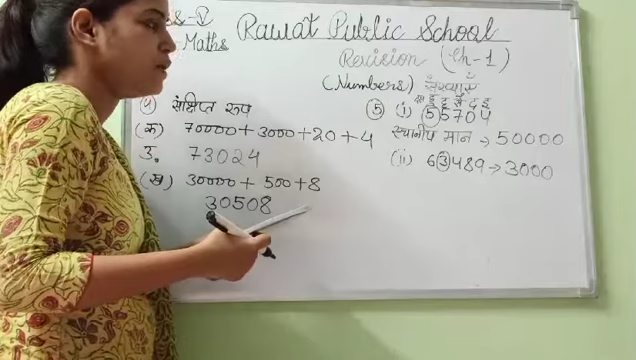 Rawat Public School
Maths
Revision (Ch-1)
(Numbers) संख्याएँ
(4) संक्षिप्त रूप
(क) 70000+3000+20+4
उ. 73024
(ख) 30000+500+8
30508
(5) (i) 55704
स्थानीय मान → 50000
(ii) 63489 → 3000